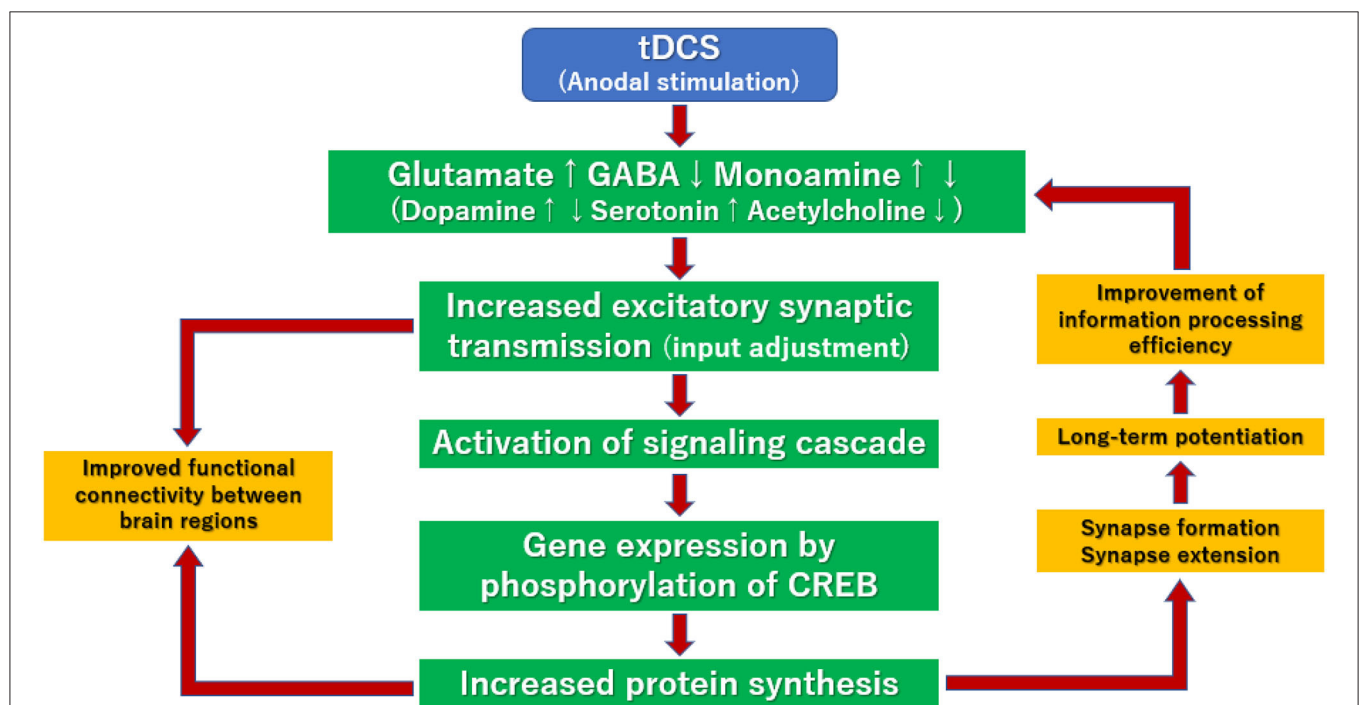 tDCS
(Anodal stimulation)
Glutamate ↑ GABA ↓ Monoamine ↑ ↓
(Dopamine ↑ ↓ Serotonin ↑ Acetylcholine ↓)
Increased excitatory synaptic
transmission (input adjustment)
Activation of signaling cascade
Gene expression by
phosphorylation of CREB
Increased protein synthesis
Improved functional
connectivity between
brain regions
Improvement of
information processing
efficiency
Long-term potentiation
Synapse formation
Synapse extension